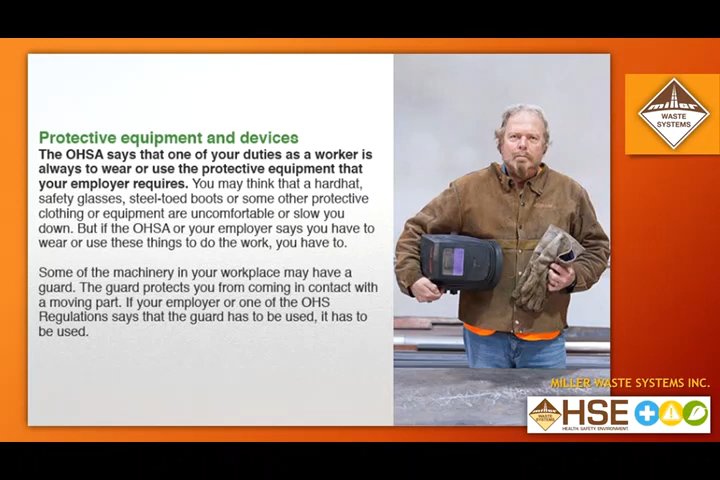 Protective equipment and devices
The OHSA says that one of your duties as a worker is
always to wear or use the protective equipment that
your employer requires. You may think that a hardhat,
safety glasses, steel-toed boots or some other protective
clothing or equipment are uncomfortable or slow you
down. But if the OHSA or your employer says you have to
wear or use these things to do the work, you have to.
Some of the machinery in your workplace may have a
guard. The guard protects you from coming in contact with
a moving part. If your employer or one of the OHS
Regulations says that the guard has to be used, it has to
be used.
miller
WASTE
SYSTEMS
MILLER WASTE SYSTEMS INC.
WASTE
SYSTEMS
HSE
HEALTH. SAFETY. ENVIRONMENT.